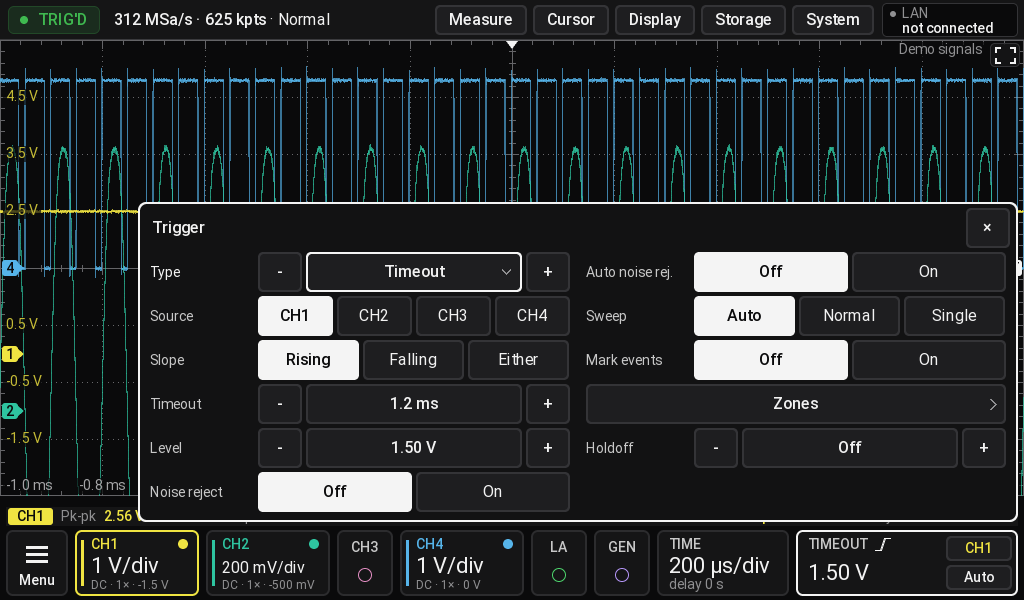 TRIG'D 312 MSa/s · 625 kpts · Normal Measure Cursor Display Storage System LAN not connected
Demo signals
4.5 V
3.5 V
2.5 V
4
0.5 V
1
-0.5 V
2
-1.5 V
-1.0 ms -0.8 ms
Trigger ×
Type - Timeout + Auto noise rej. Off On
Source CH1 CH2 CH3 CH4 Sweep Auto Normal Single
Slope Rising Falling Either Mark events Off On
Timeout - 1.2 ms + Zones
Level - 1.50 V + Holdoff - Off +
Noise reject Off On
CH1 Pk-pk 2.56 V
Menu
CH1
1 V/div
DC · 1× · -1.5 V
CH2
200 mV/div
DC · 1× · -500 mV
CH3
CH4
1 V/div
DC · 1× · 0 V
LA
GEN
TIME
200 µs/div
delay 0 s
TIMEOUT CH1
1.50 V Auto